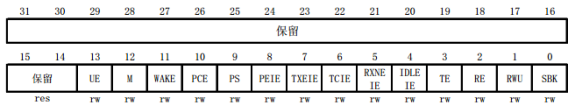 31 30 29 28 27 26 25 24 23 22 21 20 19 18 17 16
保留
15 14 13 12 11 10 9 8 7 6 5 4 3 2 1 0
保留 UE M WAKE PCE PS PEIE TXEIE TCIE RXNE IE IDLE IE TE RE RWU SBK
res rw rw rw rw rw rw rw rw rw rw rw rw rw rw